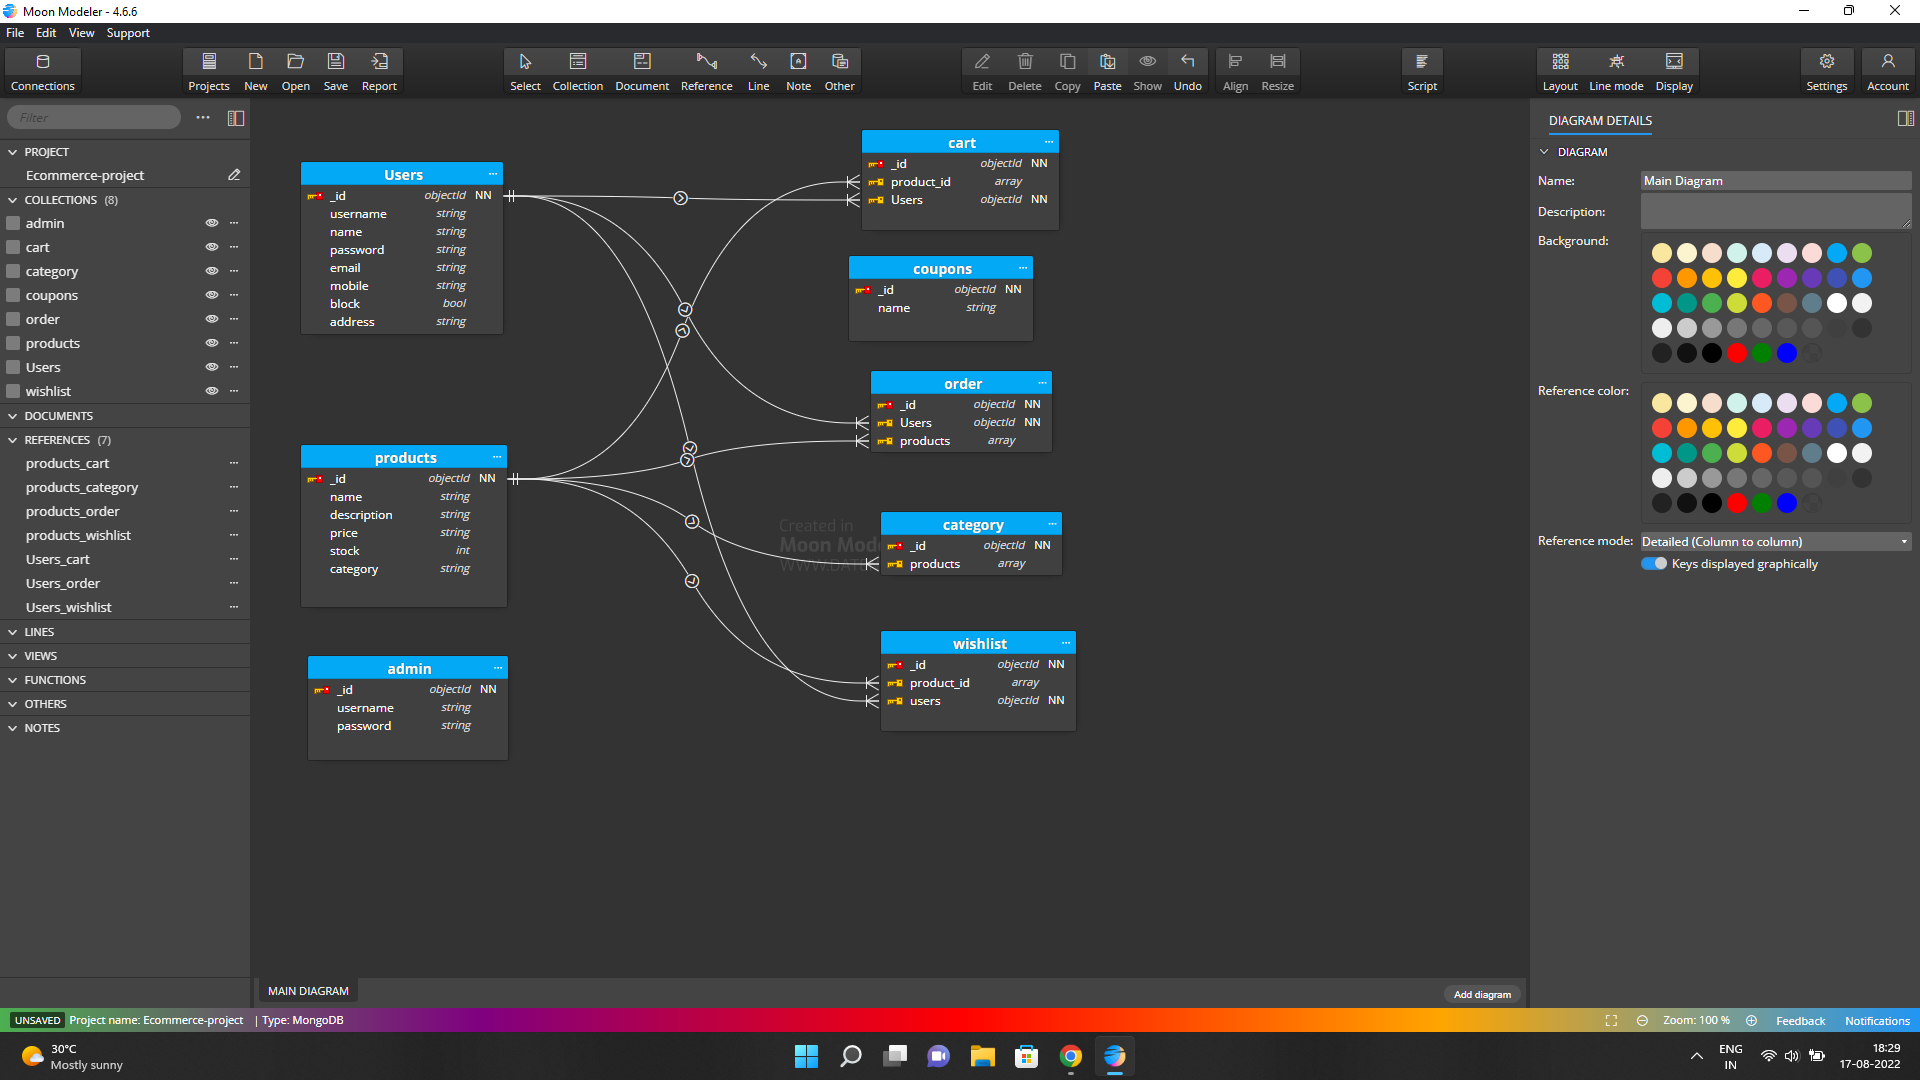 Moon Modeler - 4.6.6
File Edit View Support
Connections Projects New Open Save Report Select Collection Document Reference Line Note Other Edit Delete Copy Paste Show Undo Align Resize Script Layout Line mode Display Settings Account
Filter
PROJECT
Ecommerce-project
COLLECTIONS (8)
admin
cart
category
coupons
order
products
Users
wishlist
DOCUMENTS
REFERENCES (7)
products_cart
products_category
products_order
products_wishlist
Users_cart
Users_order
Users_wishlist
LINES
VIEWS
FUNCTIONS
OTHERS
NOTES
Users
_id objectId NN
username string
name string
password string
email string
mobile string
block bool
address string
products
_id objectId NN
name string
description string
price string
stock int
category string
admin
_id objectId NN
username string
password string
cart
_id objectId NN
product_id array
Users objectId NN
coupons
_id objectId NN
name string
order
_id objectId NN
Users objectId NN
products array
Created in
Moon
category
_id objectId NN
products array
wishlist
_id objectId NN
product_id array
users objectId NN
DIAGRAM DETAILS
DIAGRAM
Name: Main Diagram
Description:
Background:
Reference color:
Reference mode: Detailed (Column to column)
Keys displayed graphically
MAIN DIAGRAM
Add diagram
UNSAVED Project name: Ecommerce-project | Type: MongoDB
Zoom: 100 % Feedback Notifications
30°C
Mostly sunny
ENG
IN
18:29
17-08-2022